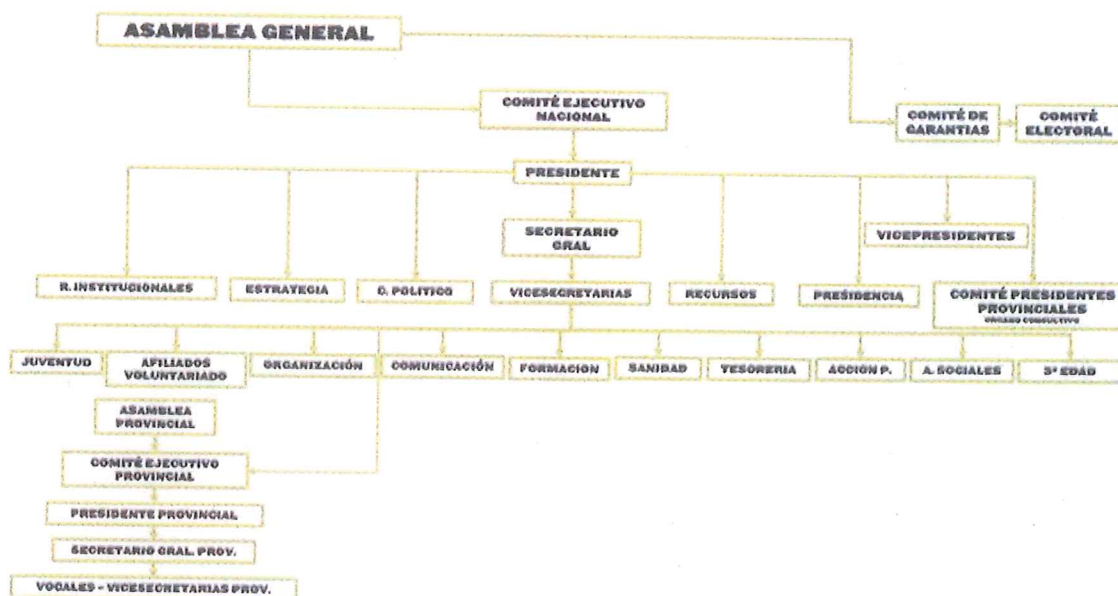 ASAMBLEA GENERAL
COMITÉ EJECUTIVO
NACIONAL
COMITÉ DE
GARANTIAS
COMITÉ
ELECTORAL
PRESIDENTE
SECRETARIO
GRAL
VICEPRESIDENTES
R. INSTITUCIONALES
ESTRATEGIA
C. POLITICO
VICESECRETARIAS
RECURSOS
PRESIDENCIA
COMITÉ PRESIDENTES
PROVINCIALES
ORGANO CONSULTIVO
JUVENTUD
AFILIADOS
VOLUNTARIADO
ORGANIZACIÓN
COMUNICACIÓN
FORMACION
SANIDAD
TESORERIA
ACCION P.
A. SOCIALES
3ª EDAD
ASAMBLEA
PROVINCIAL
COMITÉ EJECUTIVO
PROVINCIAL
PRESIDENTE PROVINCIAL
SECRETARIO GRAL. PROV.
VOCALES - VICESECRETARIAS PROV.